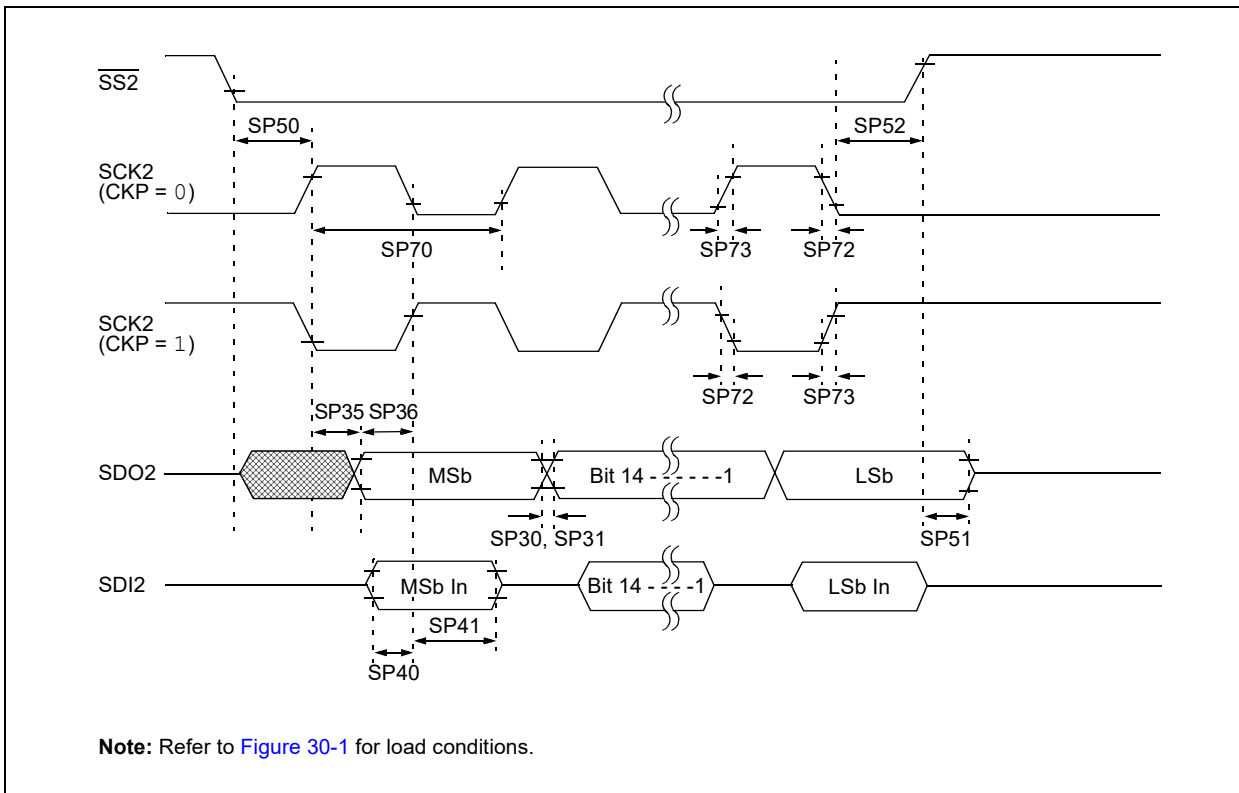 SS2
SP50
SP52
SCK2
(CKP = 0)
SP70
SP73
SP72
SCK2
(CKP = 1)
SP72
SP73
SP35 SP36
SDO2
MSb
Bit 14 - - - - - -1
LSb
SP30, SP31
SP51
SDI2
MSb In
Bit 14 - - - -1
LSb In
SP41
SP40
Note: Refer to Figure 30-1 for load conditions.